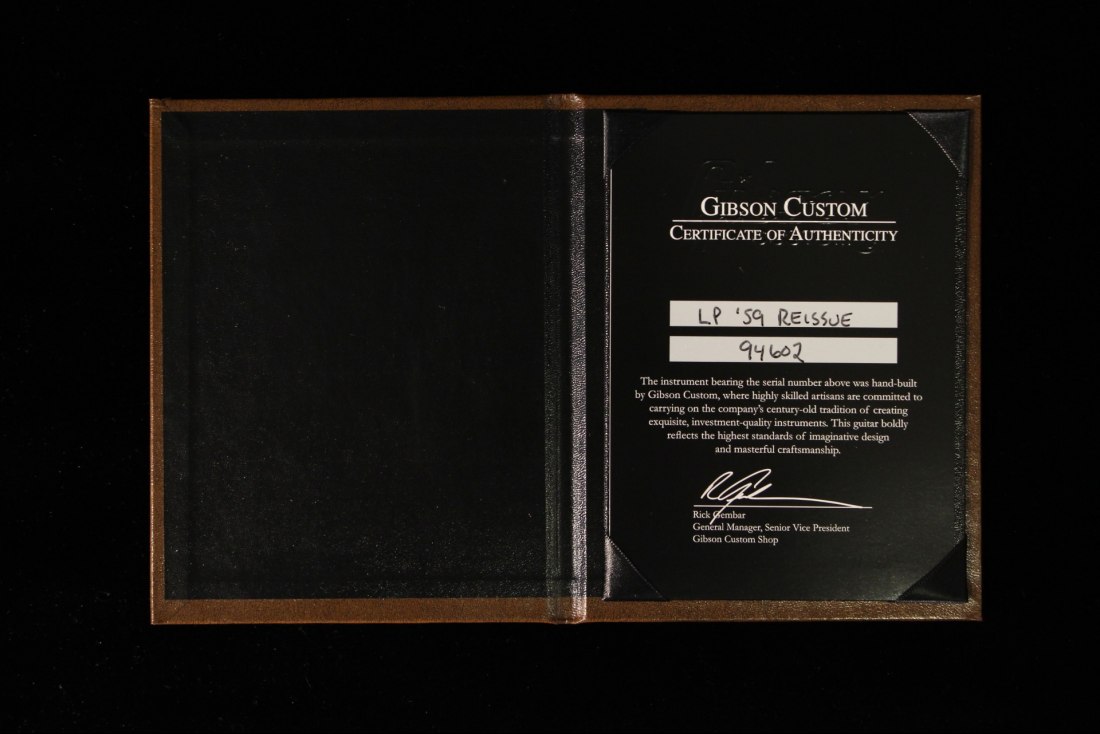 GIBSON CUSTOM
CERTIFICATE OF AUTHENTICITY
LP '59 REISSUE
94602
The instrument bearing the serial number above was hand-built
by Gibson Custom, where highly skilled artisans are committed to
carrying on the company's century-old tradition of creating
exquisite, investment-quality instruments. This guitar boldly
reflects the highest standards of imaginative design
and masterful craftsmanship.
Rick Gembar
General Manager, Senior Vice President
Gibson Custom Shop